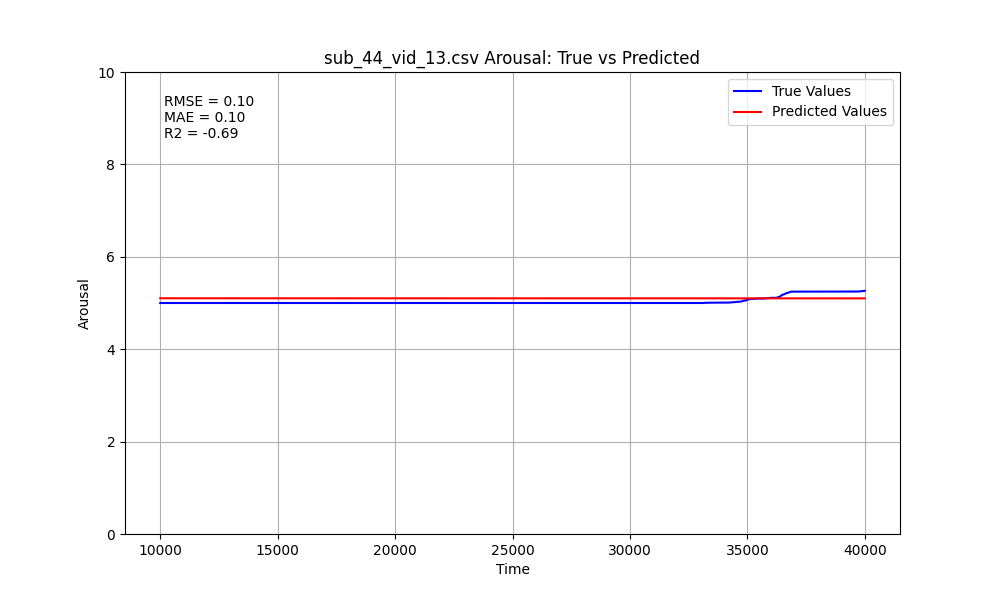 sub_44_vid_13.csv Arousal: True vs Predicted
RMSE = 0.10
MAE = 0.10
R2 = -0.69
True Values
Predicted Values
Arousal
10
8
6
4
2
0
10000 15000 20000 25000 30000 35000 40000
Time